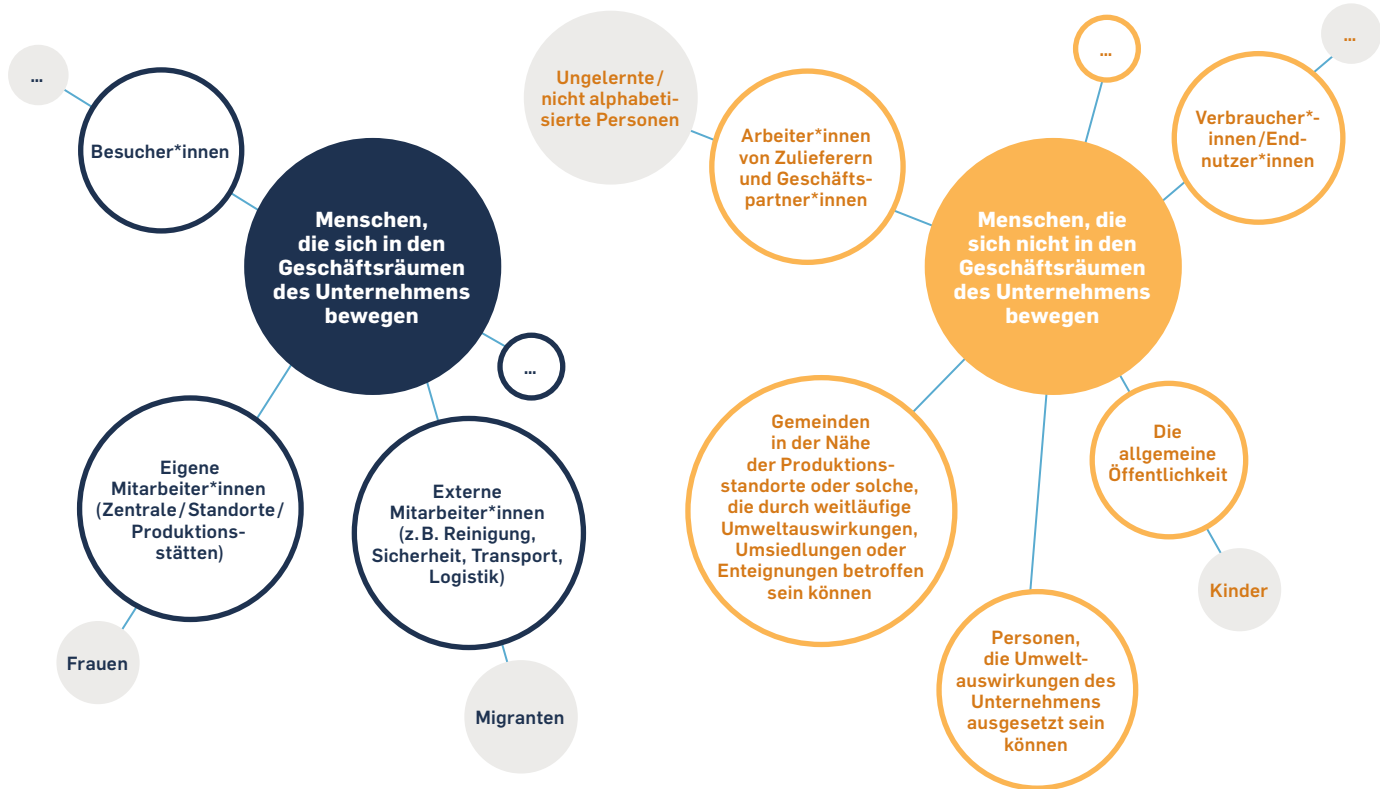 ...
Besucher*innen
Menschen,
die sich in den
Geschäftsräumen
des Unternehmens
bewegen
...
Eigene
Mitarbeiter*innen
(Zentrale/Standorte/
Produktions-
stätten)
Externe
Mitarbeiter*innen
(z.B. Reinigung,
Sicherheit, Transport,
Logistik)
Frauen
Migranten
Ungelernte/
nicht alphabeti-
sierte Personen
Arbeiter*innen
von Zulieferern
und Geschäfts-
partner*innen
...
...
Verbraucher*-
innen/End-
nutzer*innen
Menschen, die
sich nicht in den
Geschäftsräumen
des Unternehmens
bewegen
Gemeinden
in der Nähe
der Produktions-
standorte oder solche,
die durch weitläufige
Umweltauswirkungen,
Umsiedlungen oder
Enteignungen betroffen
sein können
Die
allgemeine
Öffentlichkeit
Kinder
Personen,
die Umwelt-
auswirkungen des
Unternehmens
ausgesetzt sein
können